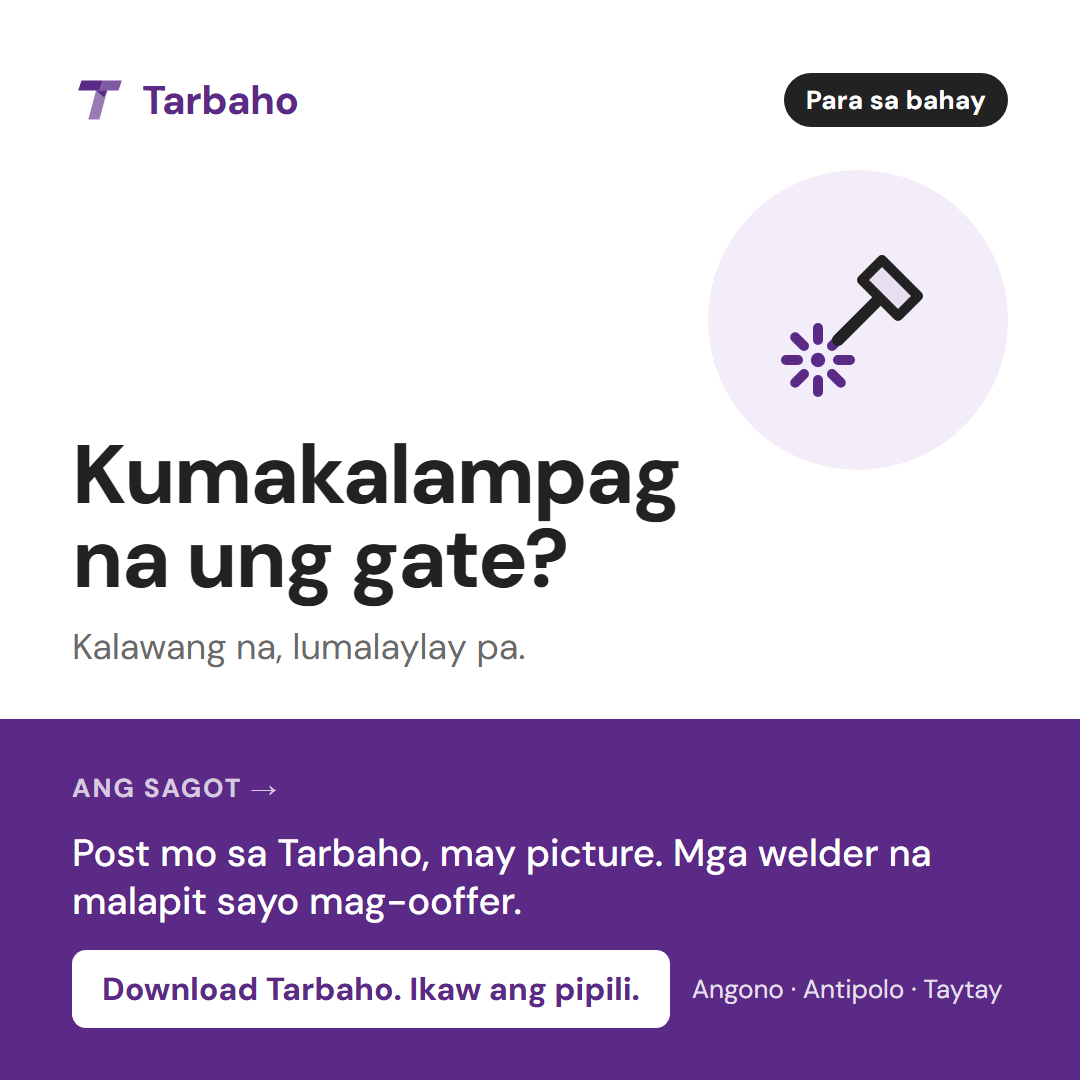 Tarbaho
Para sa bahay
Kumakalampag
na ung gate?
Kalawang na, lumalaylay pa.
ANG SAGOT →
Post mo sa Tarbaho, may picture. Mga welder na
malapit sayo mag-ooffer.
Download Tarbaho. Ikaw ang pipili.
Angono · Antipolo · Taytay